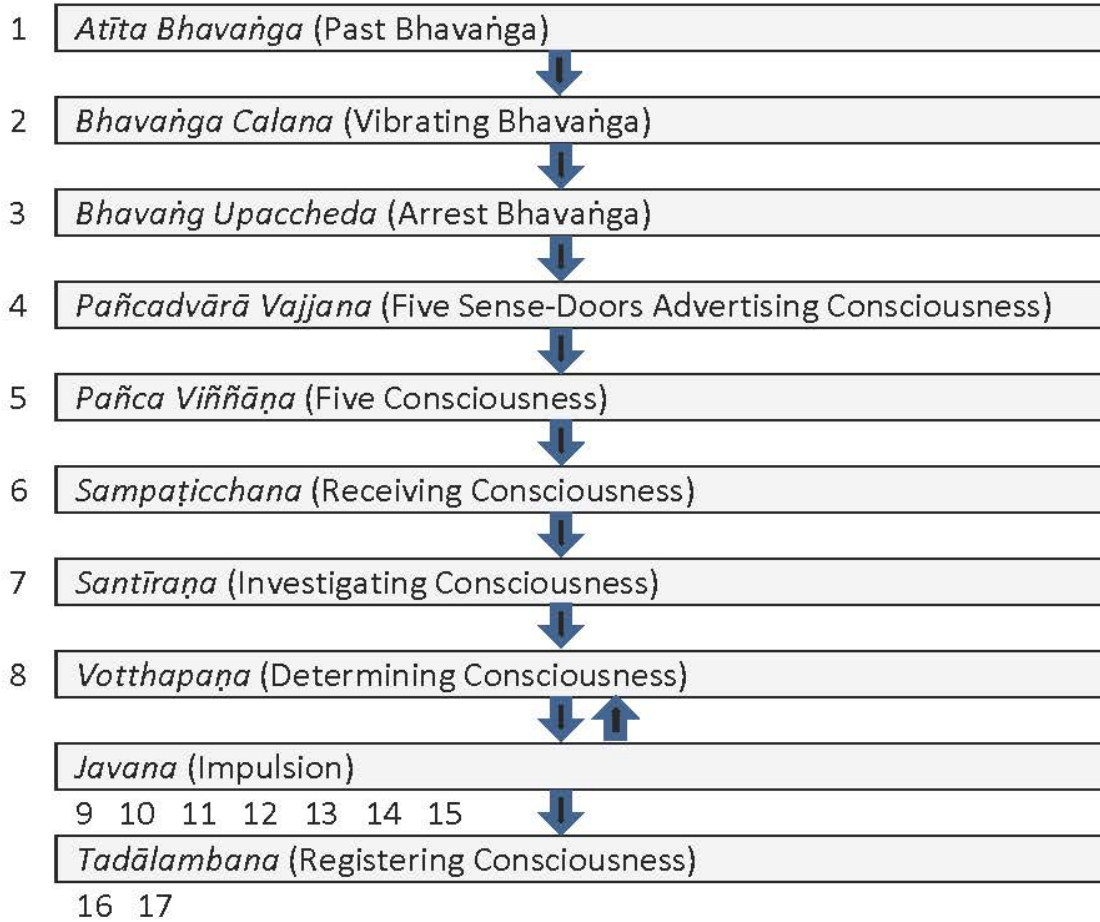 1 Atīta Bhavaṅga (Past Bhavaṅga)
2 Bhavaṅga Calana (Vibrating Bhavaṅga)
3 Bhavaṅg Upaccheda (Arrest Bhavaṅga)
4 Pañcadvārā Vajjana (Five Sense-Doors Advertising Consciousness)
5 Pañca Viññāṇa (Five Consciousness)
6 Sampaṭicchana (Receiving Consciousness)
7 Santīraṇa (Investigating Consciousness)
8 Votthapaṇa (Determining Consciousness)
Javana (Impulsion)
9 10 11 12 13 14 15
Tadālambana (Registering Consciousness)
16 17